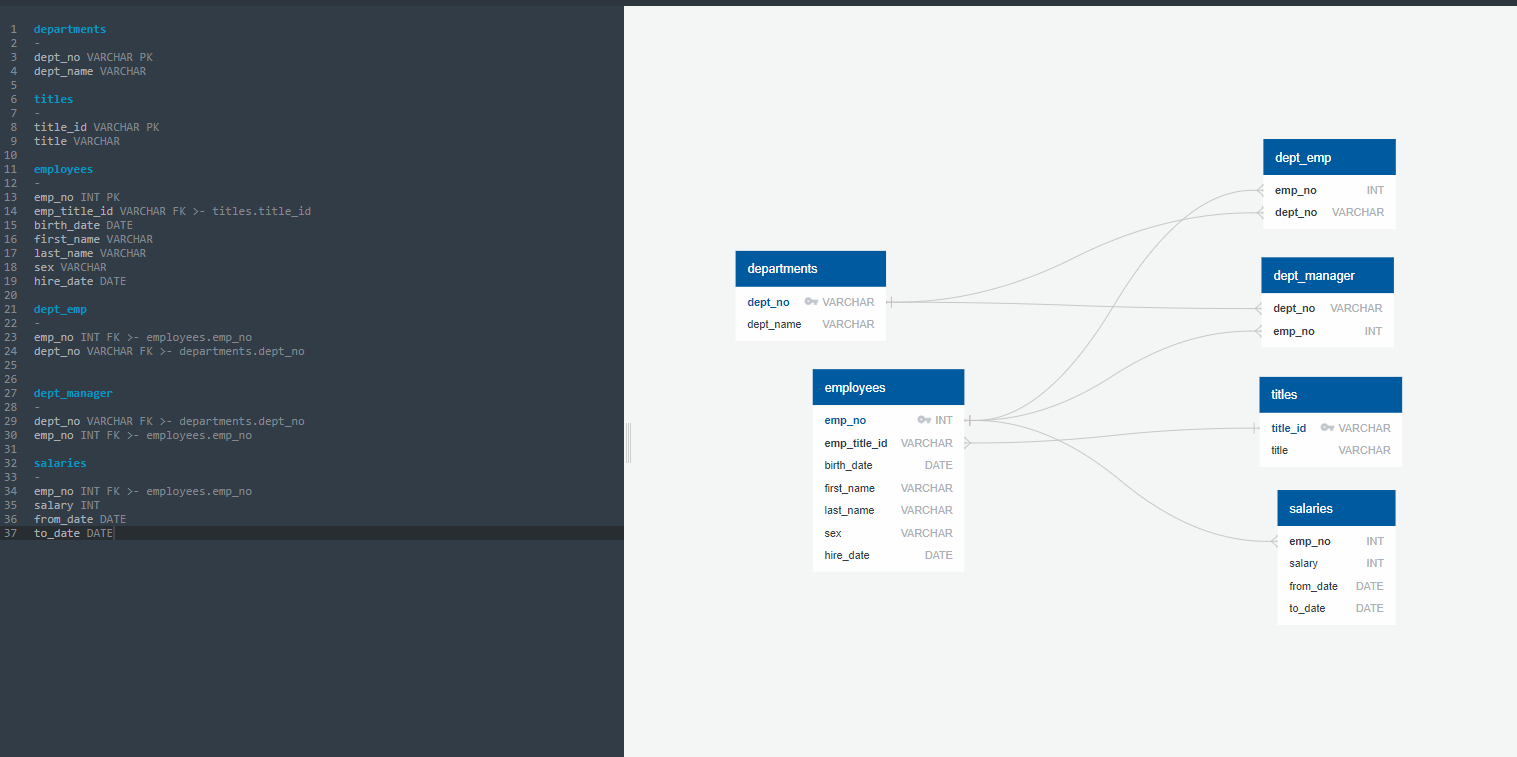 1 departments
2 -
3 dept_no VARCHAR PK
4 dept_name VARCHAR
5
6 titles
7 -
8 title_id VARCHAR PK
9 title VARCHAR
10
11 employees
12 -
13 emp_no INT PK
14 emp_title_id VARCHAR FK >- titles.title_id
15 birth_date DATE
16 first_name VARCHAR
17 last_name VARCHAR
18 sex VARCHAR
19 hire_date DATE
20
21 dept_emp
22 -
23 emp_no INT FK >- employees.emp_no
24 dept_no VARCHAR FK >- departments.dept_no
25
26
27 dept_manager
28 -
29 dept_no VARCHAR FK >- departments.dept_no
30 emp_no INT FK >- employees.emp_no
31
32 salaries
33 -
34 emp_no INT FK >- employees.emp_no
35 salary INT
36 from_date DATE
37 to_date DATE
departments
dept_no VARCHAR
dept_name VARCHAR
employees
emp_no INT
emp_title_id VARCHAR
birth_date DATE
first_name VARCHAR
last_name VARCHAR
sex VARCHAR
hire_date DATE
dept_emp
emp_no INT
dept_no VARCHAR
dept_manager
dept_no VARCHAR
emp_no INT
titles
title_id VARCHAR
title VARCHAR
salaries
emp_no INT
salary INT
from_date DATE
to_date DATE